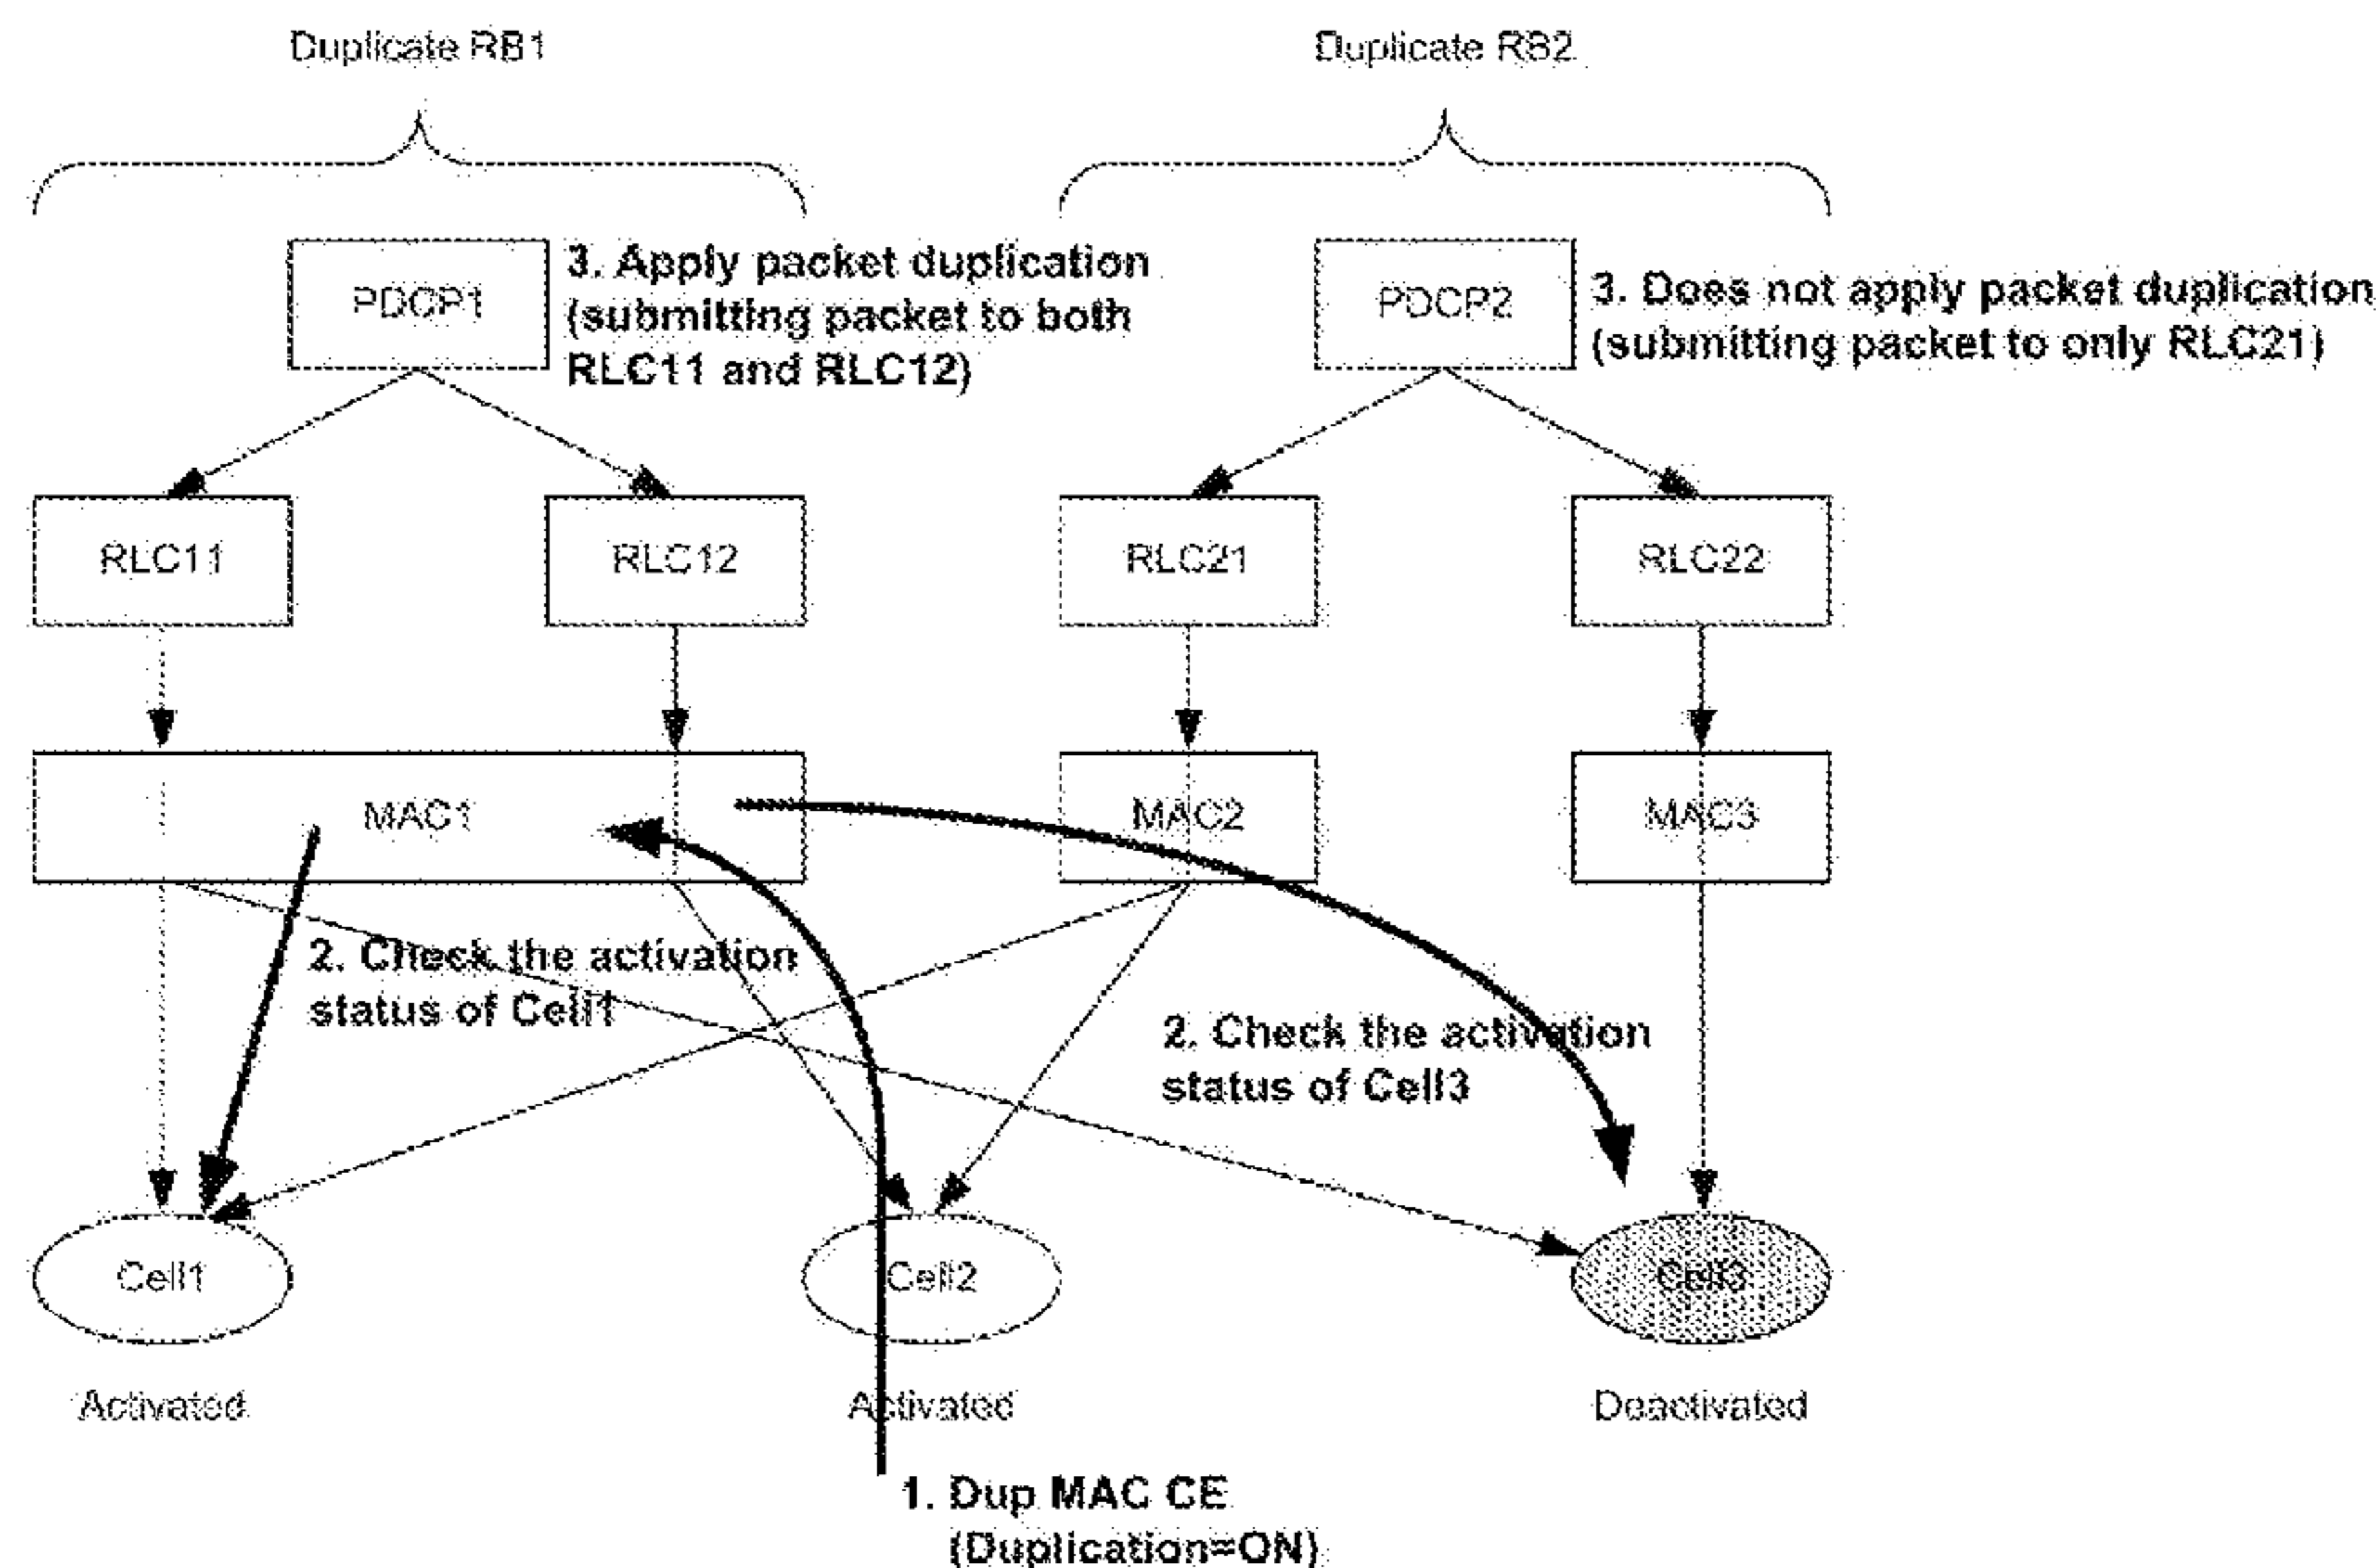 Duplicate RB1
Duplicate RB2
PDCP1
3. Apply packet duplication
(submitting packet to both
RLC11 and RLC12)
PDCP2
3. Does not apply packet duplication
(submitting packet to only RLC21)
RLC11
RLC12
RLC21
RLC22
MAC1
MAC2
MAC3
2. Check the activation
status of Cell1
2. Check the activation
status of Cell3
Cell1
Cell2
Cell3
Activated
Activated
Deactivated
1. Dup MAC CE
(Duplication=ON)